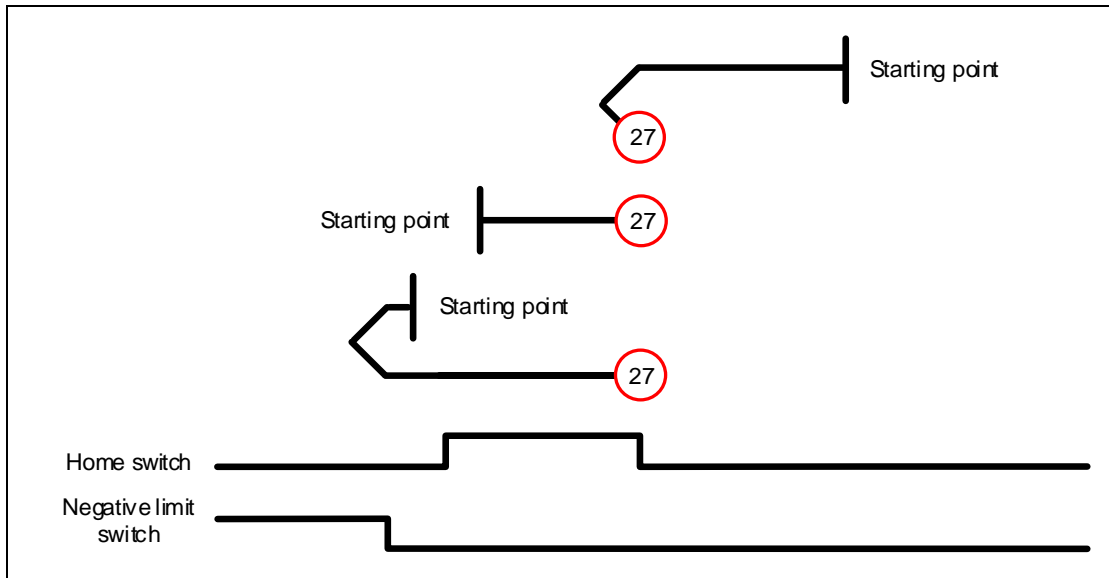 Starting point
27
Starting point
27
Starting point
27
Home switch
Negative limit
switch